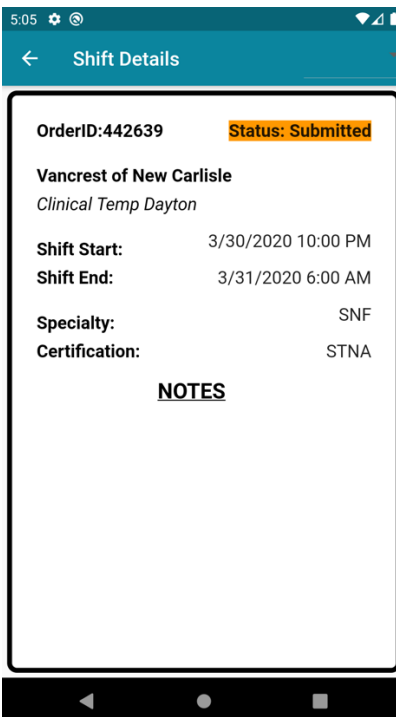 5:05
Shift Details
OrderID:442639 Status: Submitted
Vancrest of New Carlisle
Clinical Temp Dayton
Shift Start: 3/30/2020 10:00 PM
Shift End: 3/31/2020 6:00 AM
Specialty: SNF
Certification: STNA
NOTES